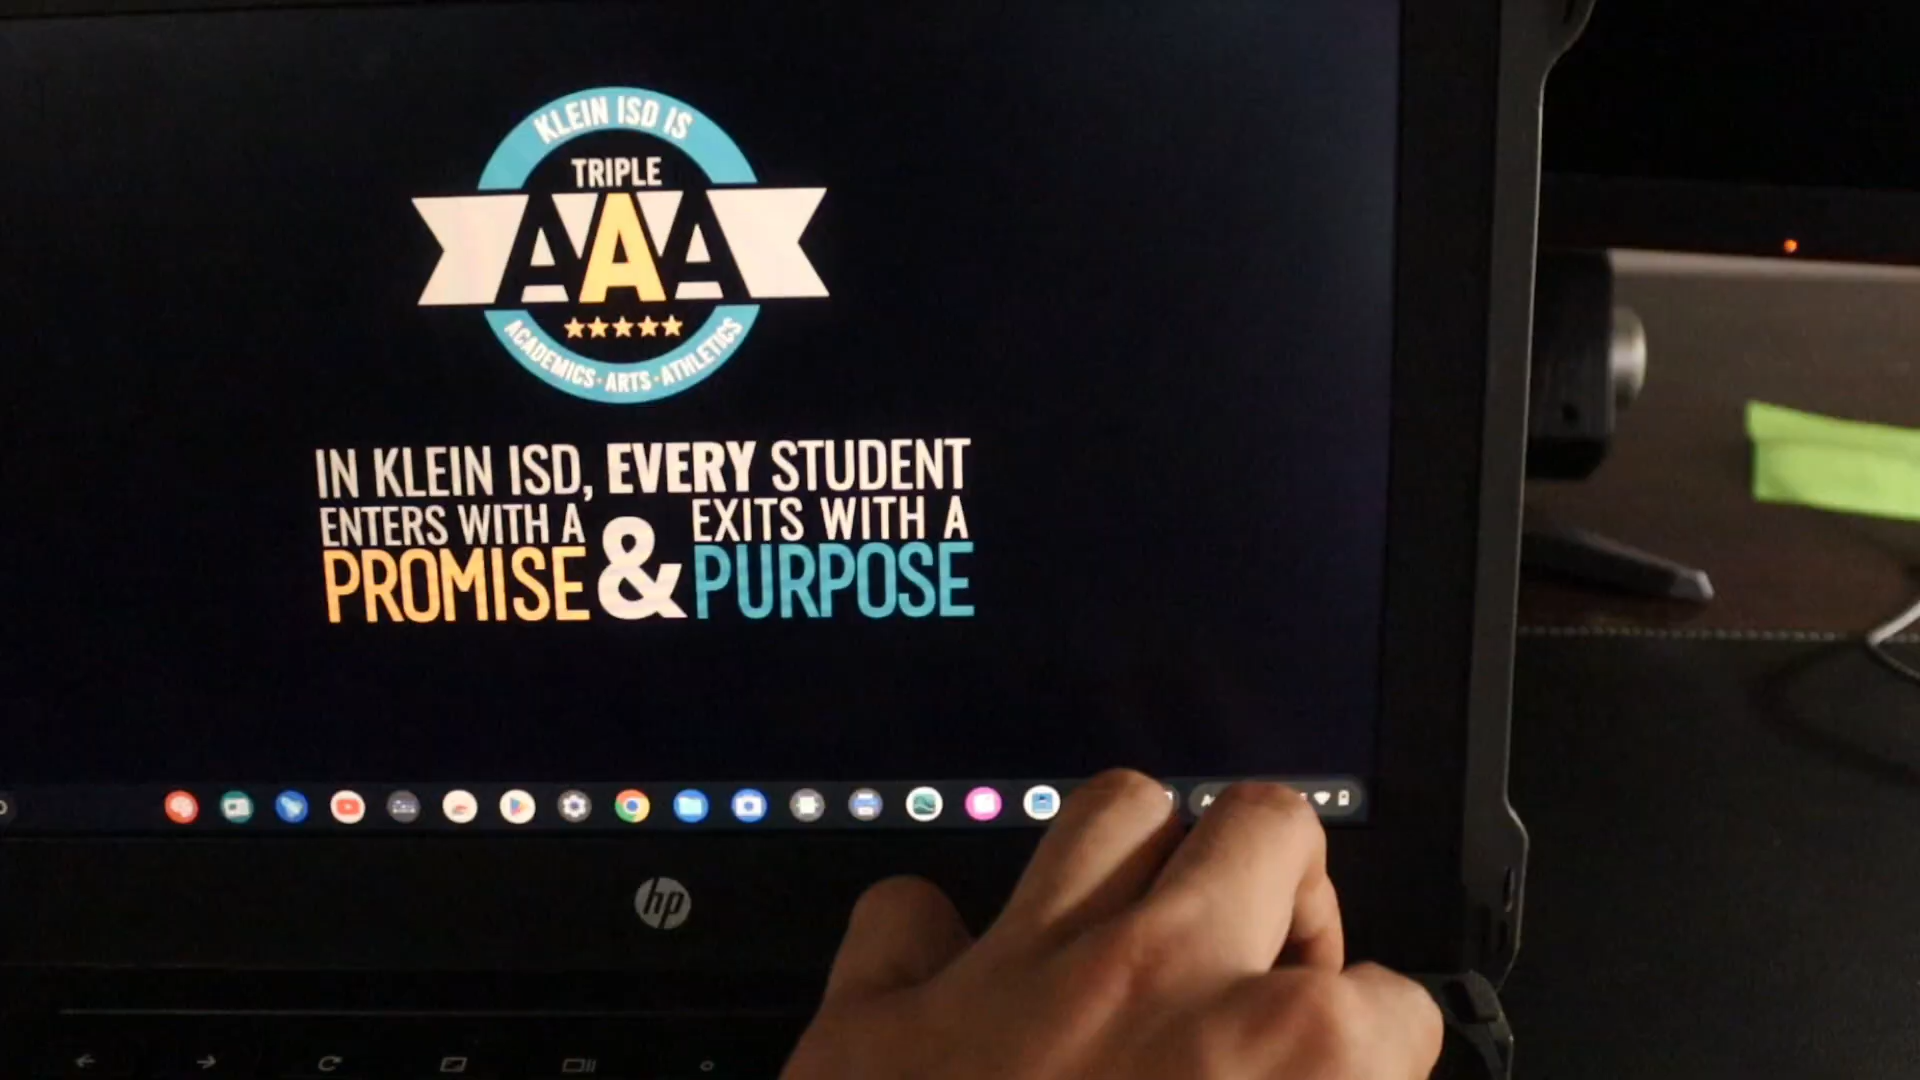 KLEIN ISD IS
TRIPLE
AAA
ACADEMICS · ARTS · ATHLETICS
IN KLEIN ISD, EVERY STUDENT
ENTERS WITH A & EXITS WITH A
PROMISE PURPOSE
hp